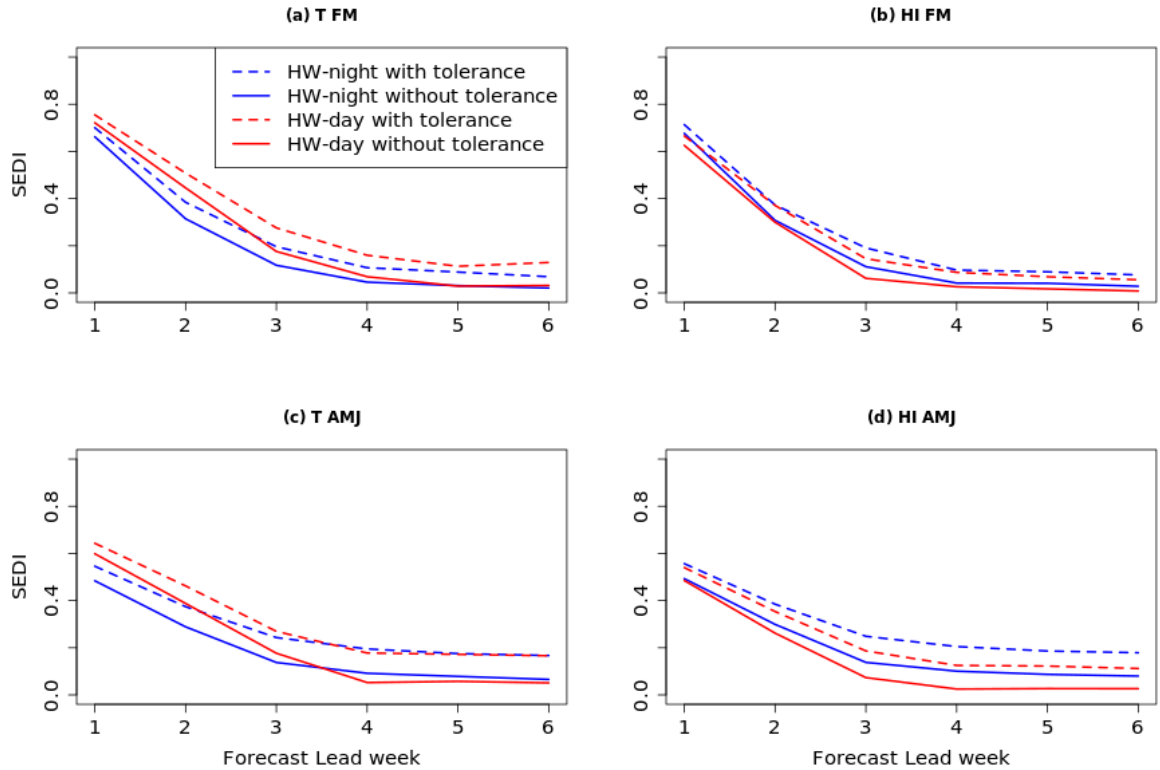 (a) T FM
(b) HI FM
HW-night with tolerance
HW-night without tolerance
HW-day with tolerance
HW-day without tolerance
SEDI
0.8
0.4
0.0
1 2 3 4 5 6
0.8
0.4
0.0
1 2 3 4 5 6
(c) T AMJ
(d) HI AMJ
SEDI
0.8
0.4
0.0
1 2 3 4 5 6
Forecast Lead week
0.8
0.4
0.0
1 2 3 4 5 6
Forecast Lead week